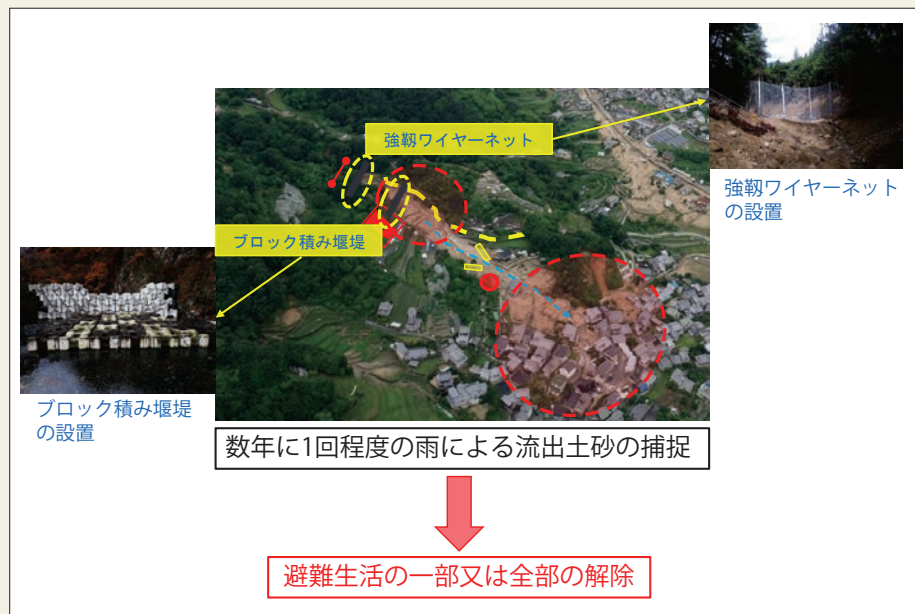 強靱ワイヤーネット
ブロック積み堰堤
強靱ワイヤーネット
の設置
ブロック積み堰堤
の設置
数年に1回程度の雨による流出土砂の捕捉
避難生活の一部又は全部の解除